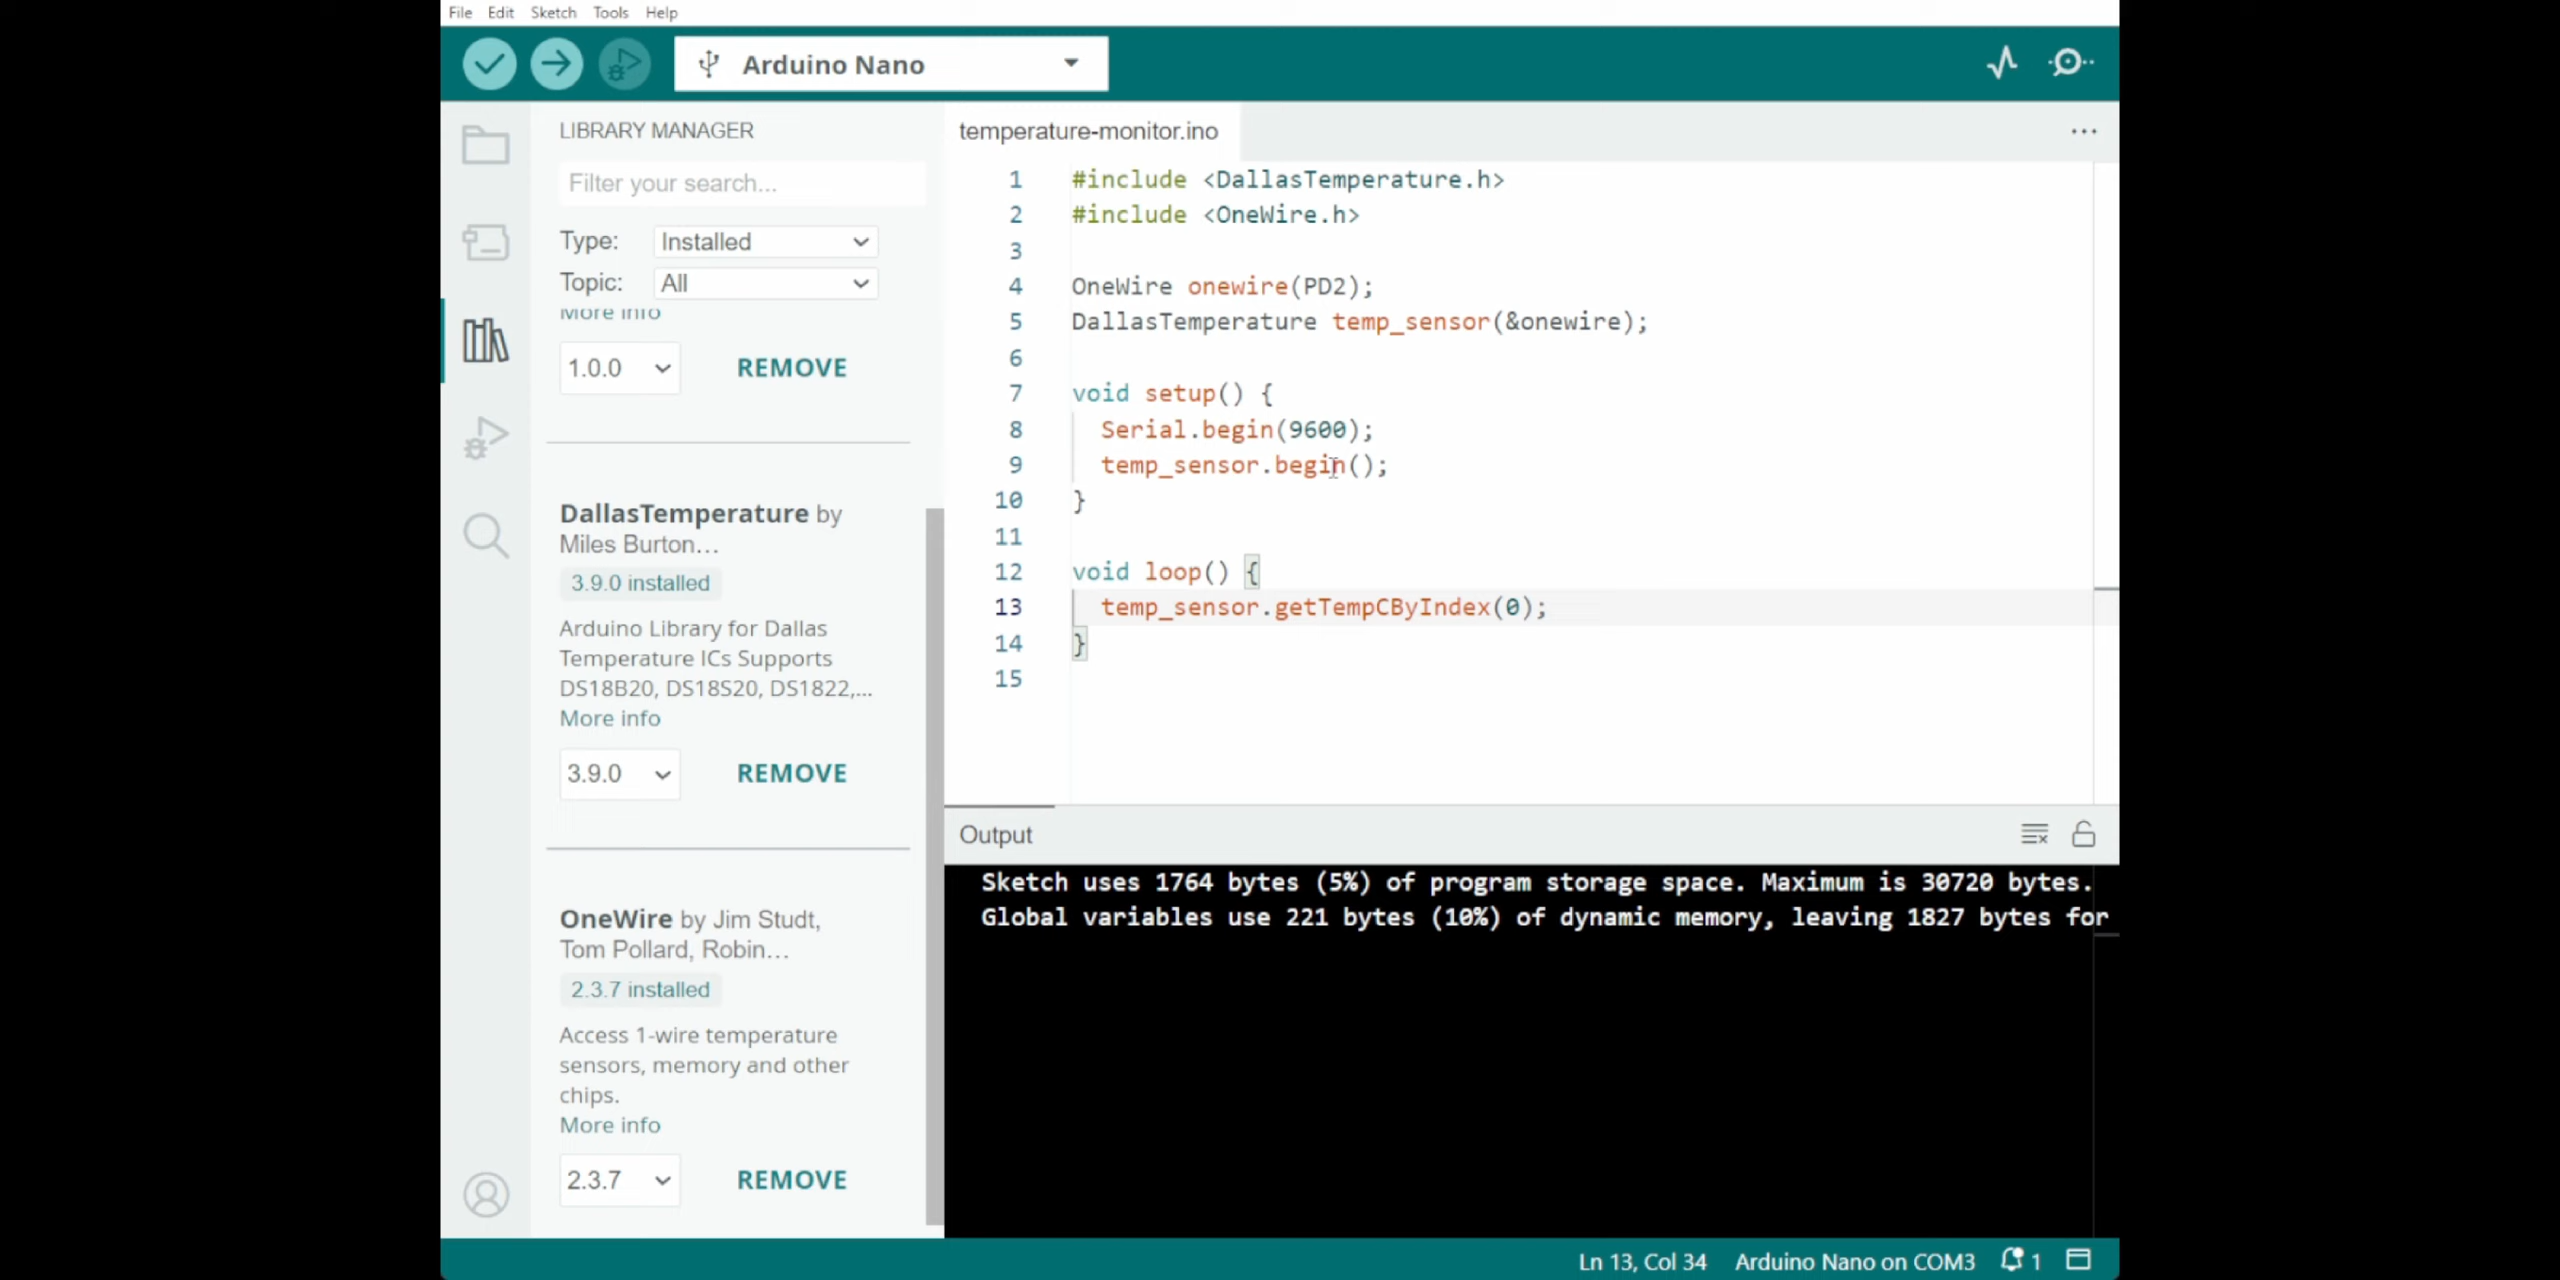 File Edit Sketch Tools Help
Arduino Nano
LIBRARY MANAGER
Filter your search...
Type: Installed
Topic: All
More info
1.0.0 REMOVE
DallasTemperature by
Miles Burton...
3.9.0 installed
Arduino Library for Dallas
Temperature ICs Supports
DS18B20, DS18S20, DS1822,...
More info
3.9.0 REMOVE
OneWire by Jim Studt,
Tom Pollard, Robin...
2.3.7 installed
Access 1-wire temperature
sensors, memory and other
chips.
More info
2.3.7 REMOVE
temperature-monitor.ino
1 #include <DallasTemperature.h>
2 #include <OneWire.h>
3
4 OneWire onewire(PD2);
5 DallasTemperature temp_sensor(&onewire);
6
7 void setup() {
8 Serial.begin(9600);
9 temp_sensor.begin();
10 }
11
12 void loop() {
13 temp_sensor.getTempCByIndex(0);
14 }
15
Output
Sketch uses 1764 bytes (5%) of program storage space. Maximum is 30720 bytes.
Global variables use 221 bytes (10%) of dynamic memory, leaving 1827 bytes for
Ln 13, Col 34 Arduino Nano on COM3 1